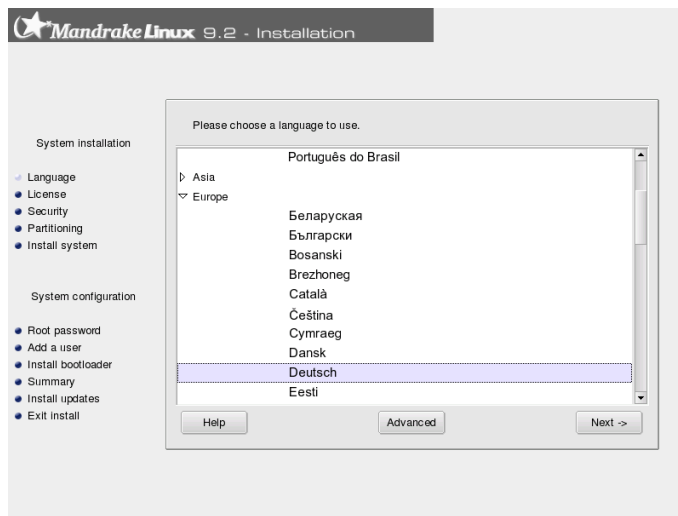 Mandrake Linux 9.2 - Installation
System installation
Language
License
Security
Partitioning
Install system
System configuration
Root password
Add a user
Install bootloader
Summary
Install updates
Exit install
Please choose a language to use.
Português do Brasil
Asia
Europe
Беларуская
Български
Bosanski
Brezhoneg
Català
Čeština
Cymraeg
Dansk
Deutsch
Eesti
Help
Advanced
Next ->